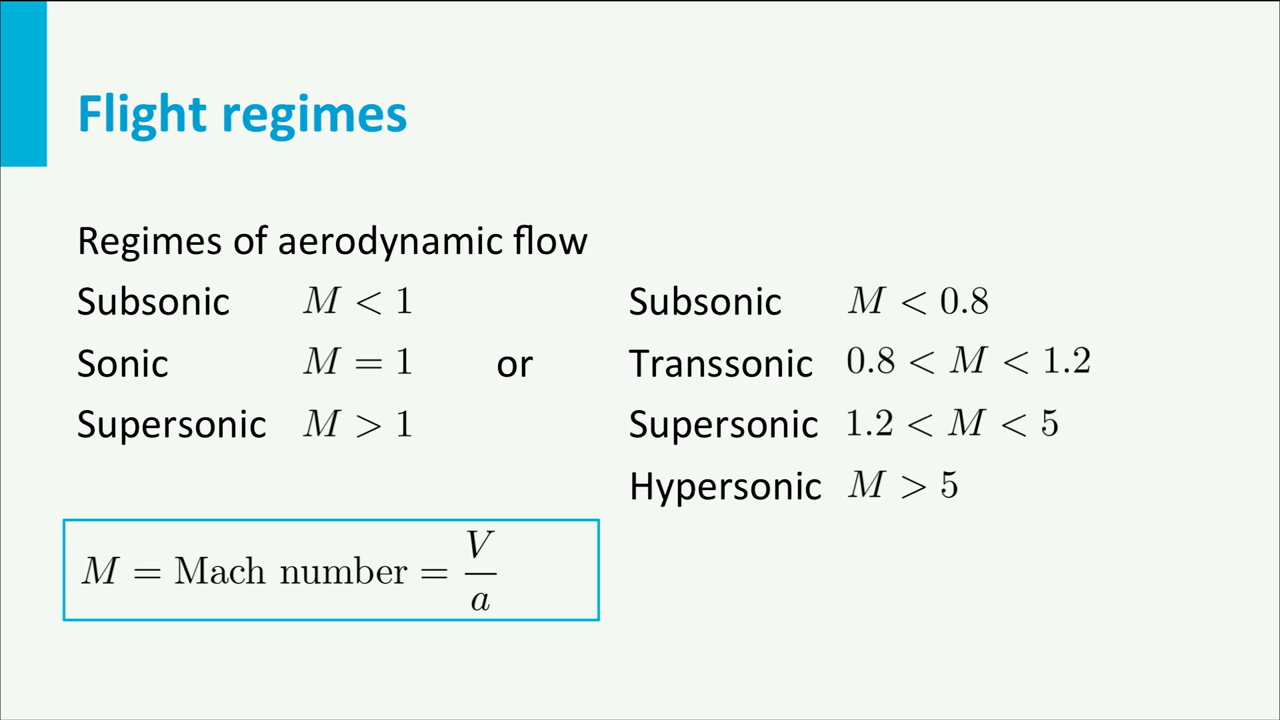 Flight regimes
Regimes of aerodynamic flow
Subsonic M < 1
Sonic M = 1
Supersonic M > 1
or
Subsonic M < 0.8
Transsonic 0.8 < M < 1.2
Supersonic 1.2 < M < 5
Hypersonic M > 5
M = Mach number = V/a